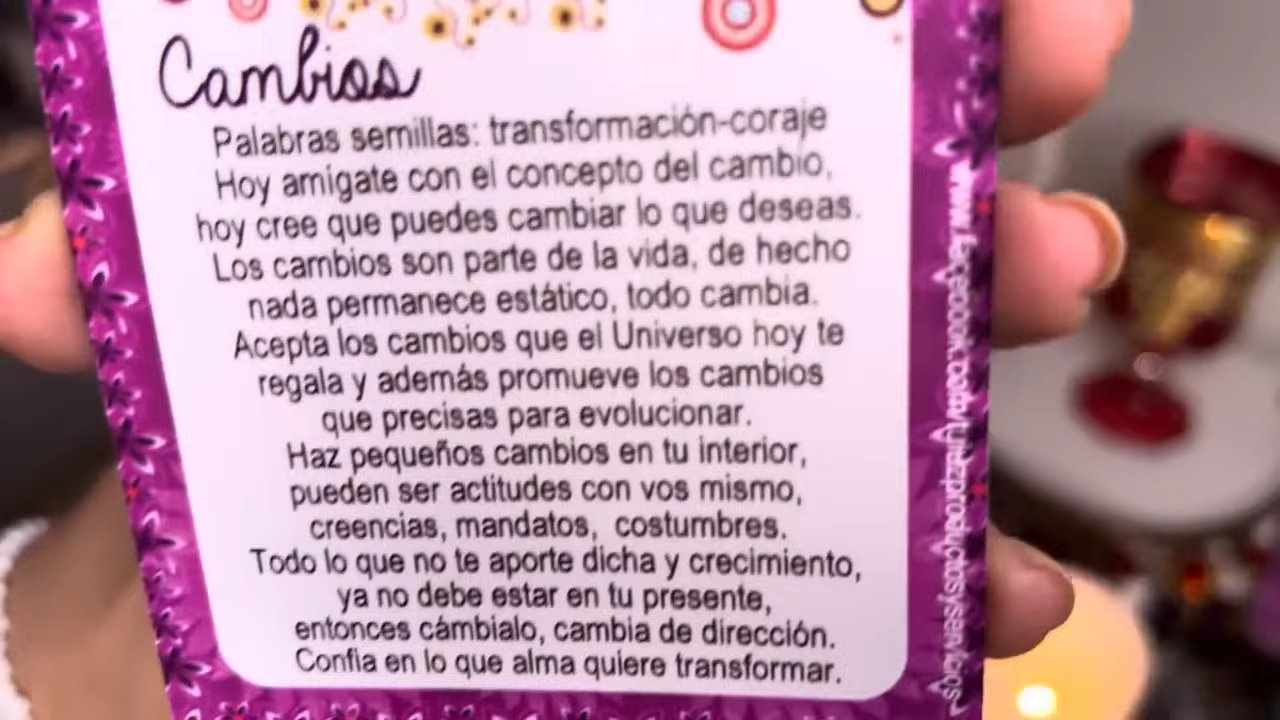 Cambios
Palabras semillas: transformación-coraje
Hoy amigate con el concepto del cambio,
hoy cree que puedes cambiar lo que deseas.
Los cambios son parte de la vida, de hecho
nada permanece estático, todo cambia.
Acepta los cambios que el Universo hoy te
regala y además promueve los cambios
que precisas para evolucionar.
Haz pequeños cambios en tu interior,
pueden ser actitudes con vos mismo,
creencias, mandatos, costumbres.
Todo lo que no te aporte dicha y crecimiento,
ya no debe estar en tu presente,
entonces cámbialo, cambia de dirección.
Confia en lo que alma quiere transformar.